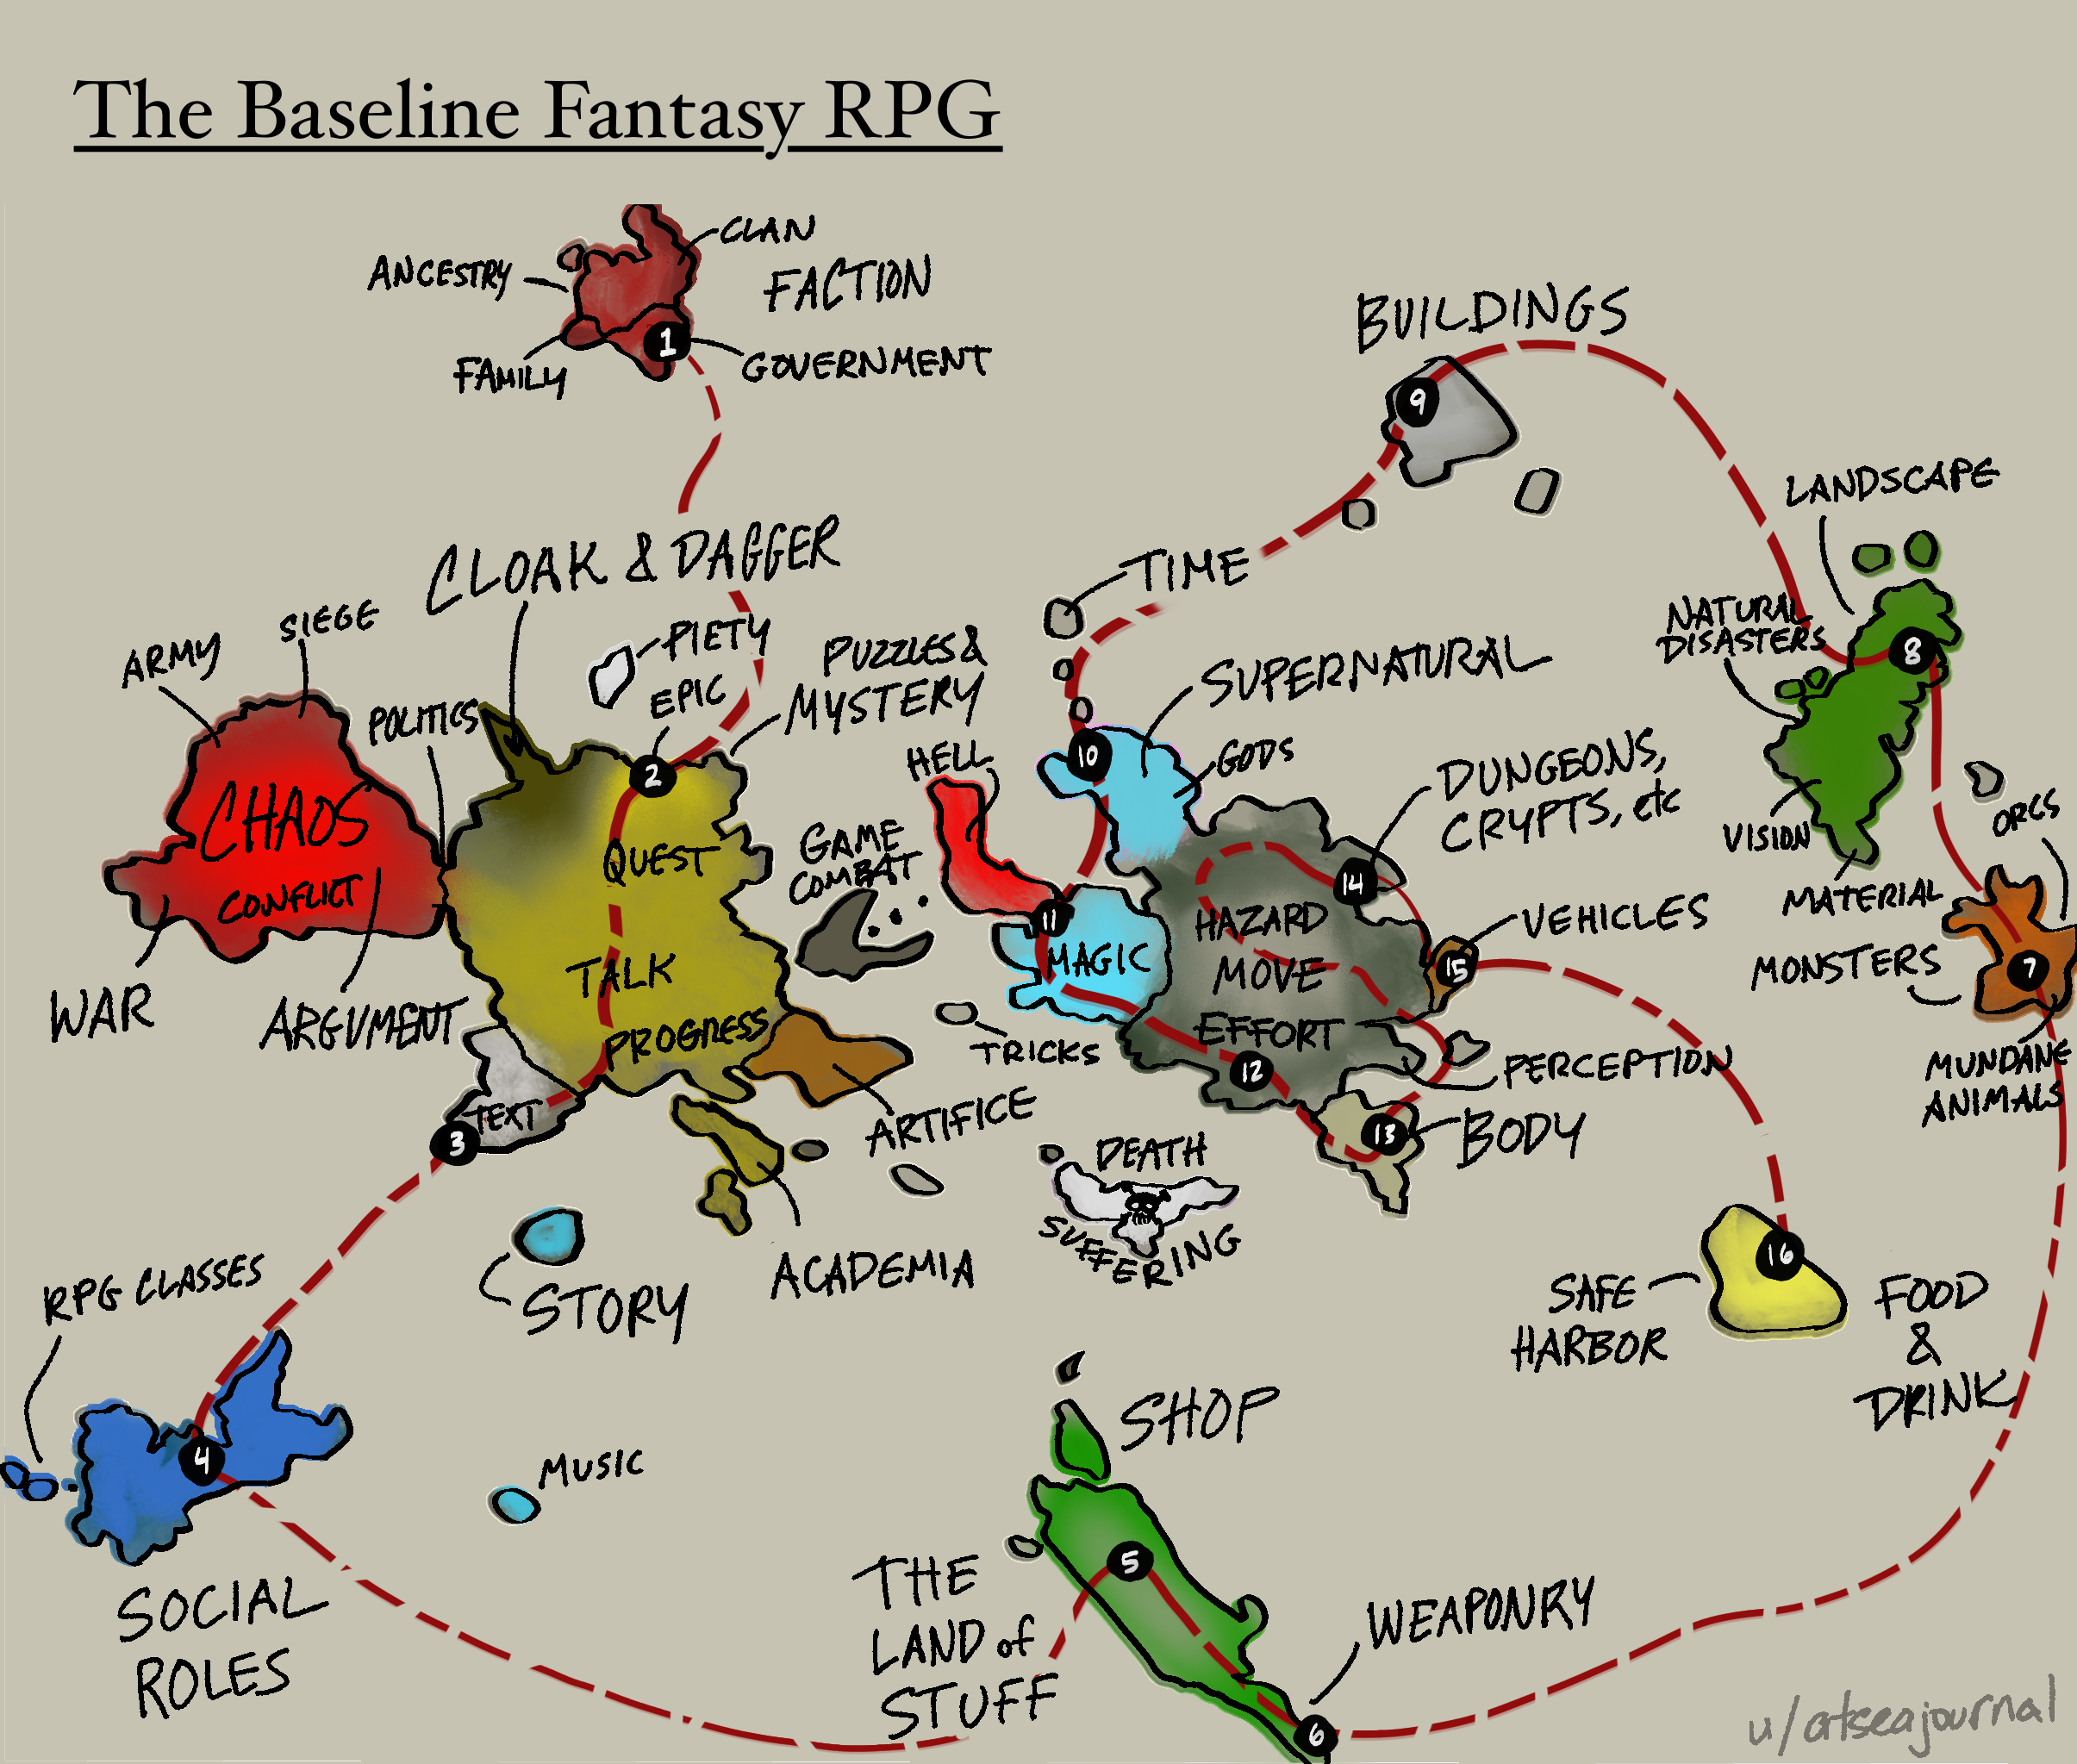 The Baseline Fantasy RPG
CLAN
ANCESTRY
FACTION
FAMILY
1
GOVERNMENT
BUILDINGS
9
LANDSCAPE
CLOAK & DAGGER
TIME
SIEGE
ARMY
PIETY
EPIC
PUZZLES &
MYSTERY
POLITICS
2
HELL
SUPERNATURAL
10
GODS
NATURAL
DISASTERS
8
DUNGEONS,
CRYPTS, etc
VISION
ORCS
MATERIAL
CHAOS
CONFLICT
QUEST
GAME
COMBAT
14
HAZARD
11
MAGIC
MOVE
VEHICLES
15
MONSTERS
7
WAR
ARGUMENT
TALK
PROGRESS
TRICKS
EFFORT
12
PERCEPTION
MUNDANE
ANIMALS
TEXT
3
ARTIFICE
13
BODY
DEATH
SUFFERING
ACADEMIA
STORY
RPG CLASSES
16
SAFE
HARBOR
FOOD
&
DRINK
4
MUSIC
SHOP
SOCIAL
ROLES
THE
LAND of
STUFF
5
WEAPONRY
6
u/atseajournal